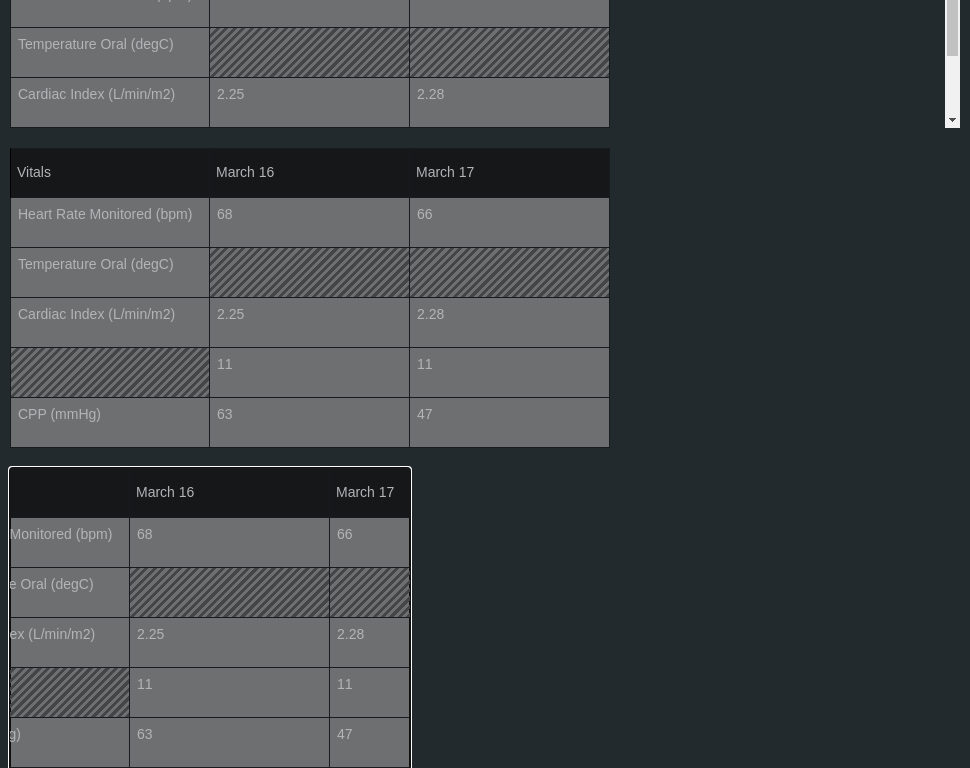 Temperature Oral (degC)
Cardiac Index (L/min/m2) 2.25 2.28
Vitals March 16 March 17
Heart Rate Monitored (bpm) 68 66
Temperature Oral (degC)
Cardiac Index (L/min/m2) 2.25 2.28
11 11
CPP (mmHg) 63 47
March 16 March 17
Monitored (bpm) 68 66
e Oral (degC)
ex (L/min/m2) 2.25 2.28
11 11
g) 63 47